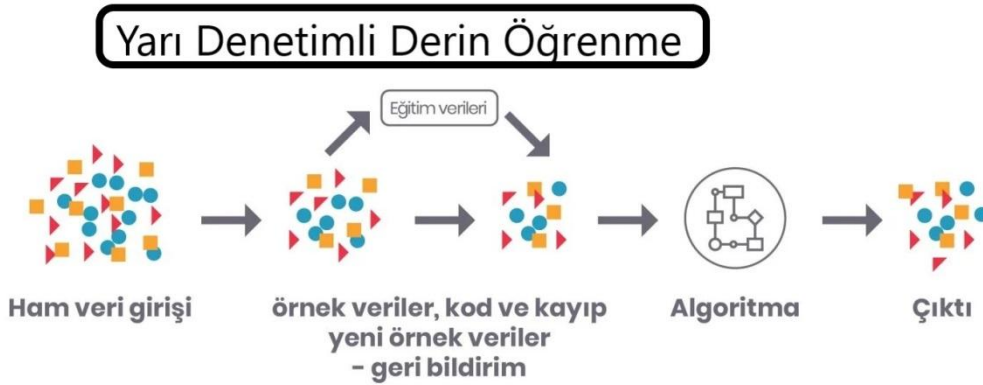 Yarı Denetimli Derin Öğrenme
Eğitim verileri
Ham veri girişi
örnek veriler, kod ve kayıp
yeni örnek veriler
- geri bildirim
Algoritma
Çıktı